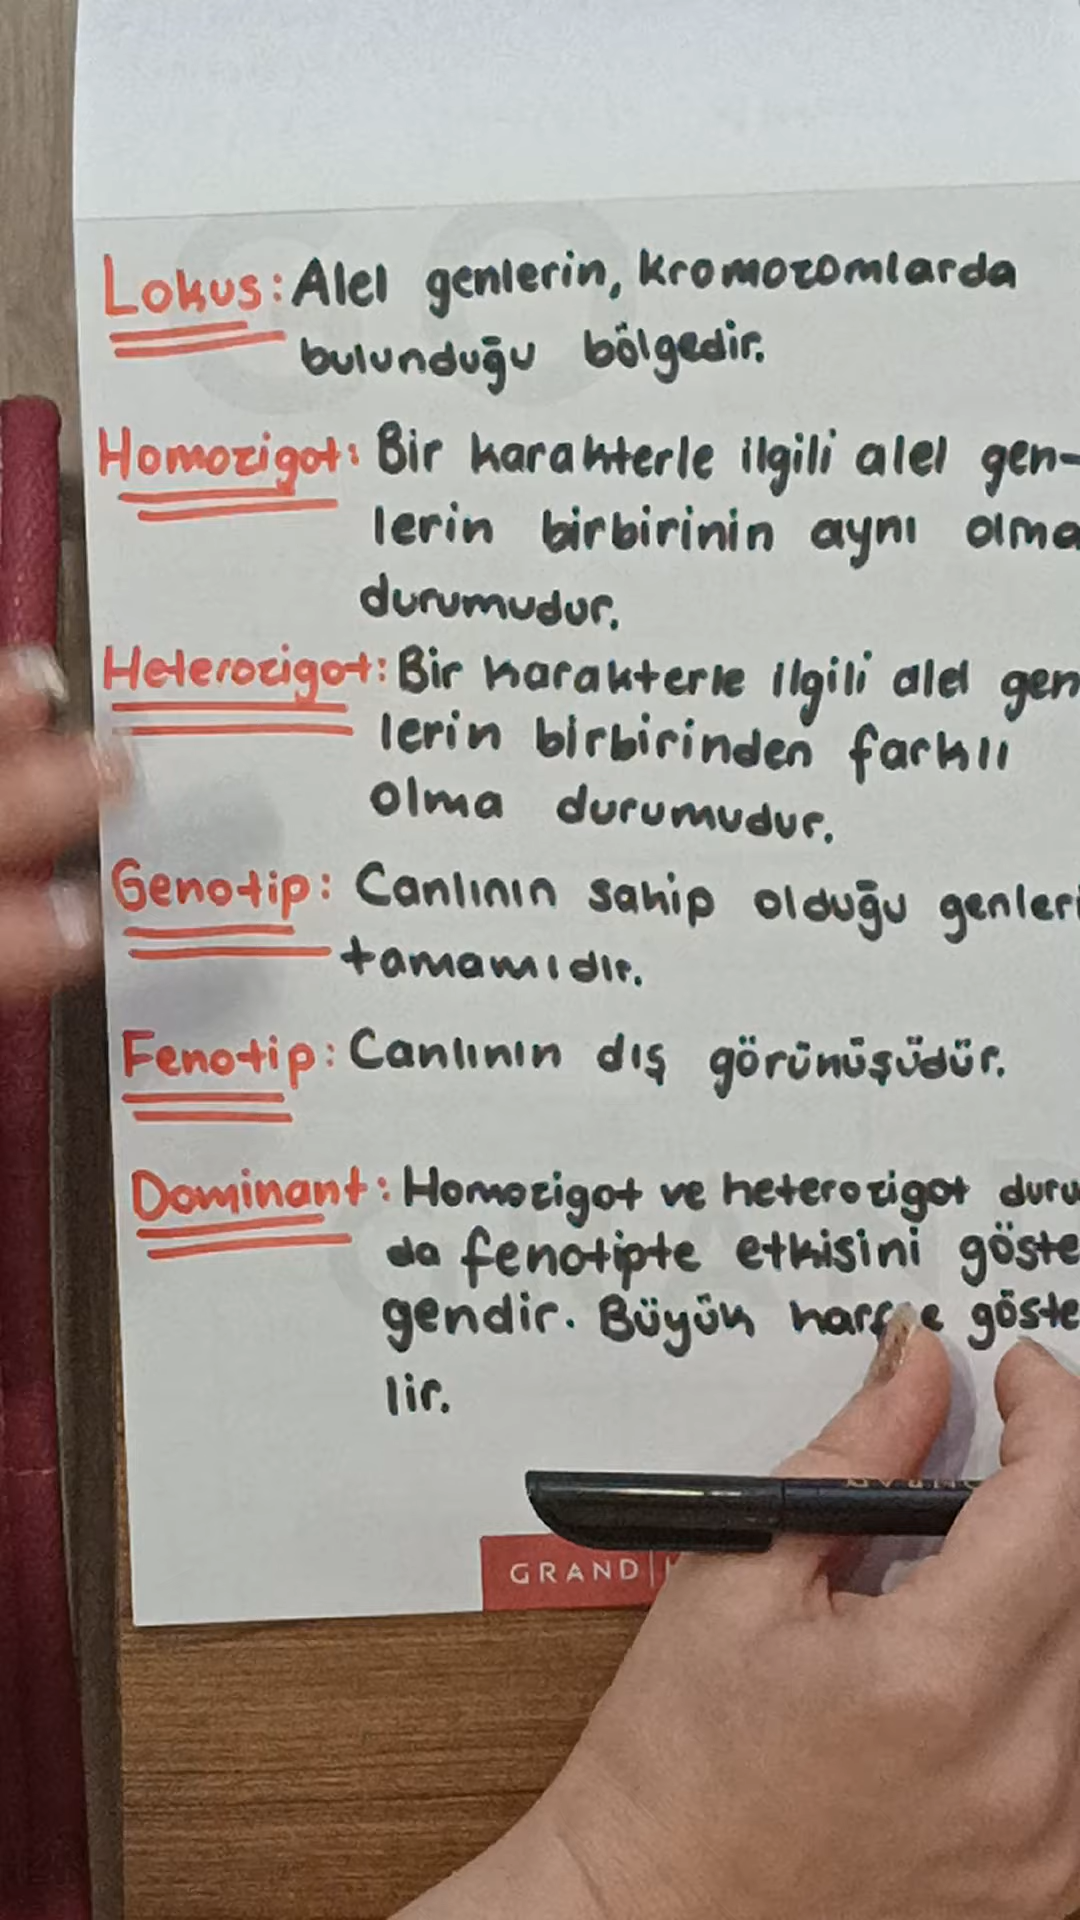 Lokus: Alel genlerin, kromozomlarda
bulunduğu bölgedir.
Homozigot: Bir karakterle ilgili alel gen-
lerin birbirinin aynı olma
durumudur.
Heterozigot: Bir karakterle ilgili alel gen
lerin birbirinden farklı
olma durumudur.
Genotip: Canlının sahip olduğu genleri
tamamıdır.
Fenotip: Canlının dış görünüşüdür.
Dominant: Homozigot ve heterozigot duru
da fenotipte etkisini göste
gendir. Büyük harfle göste
lir.
GRAND